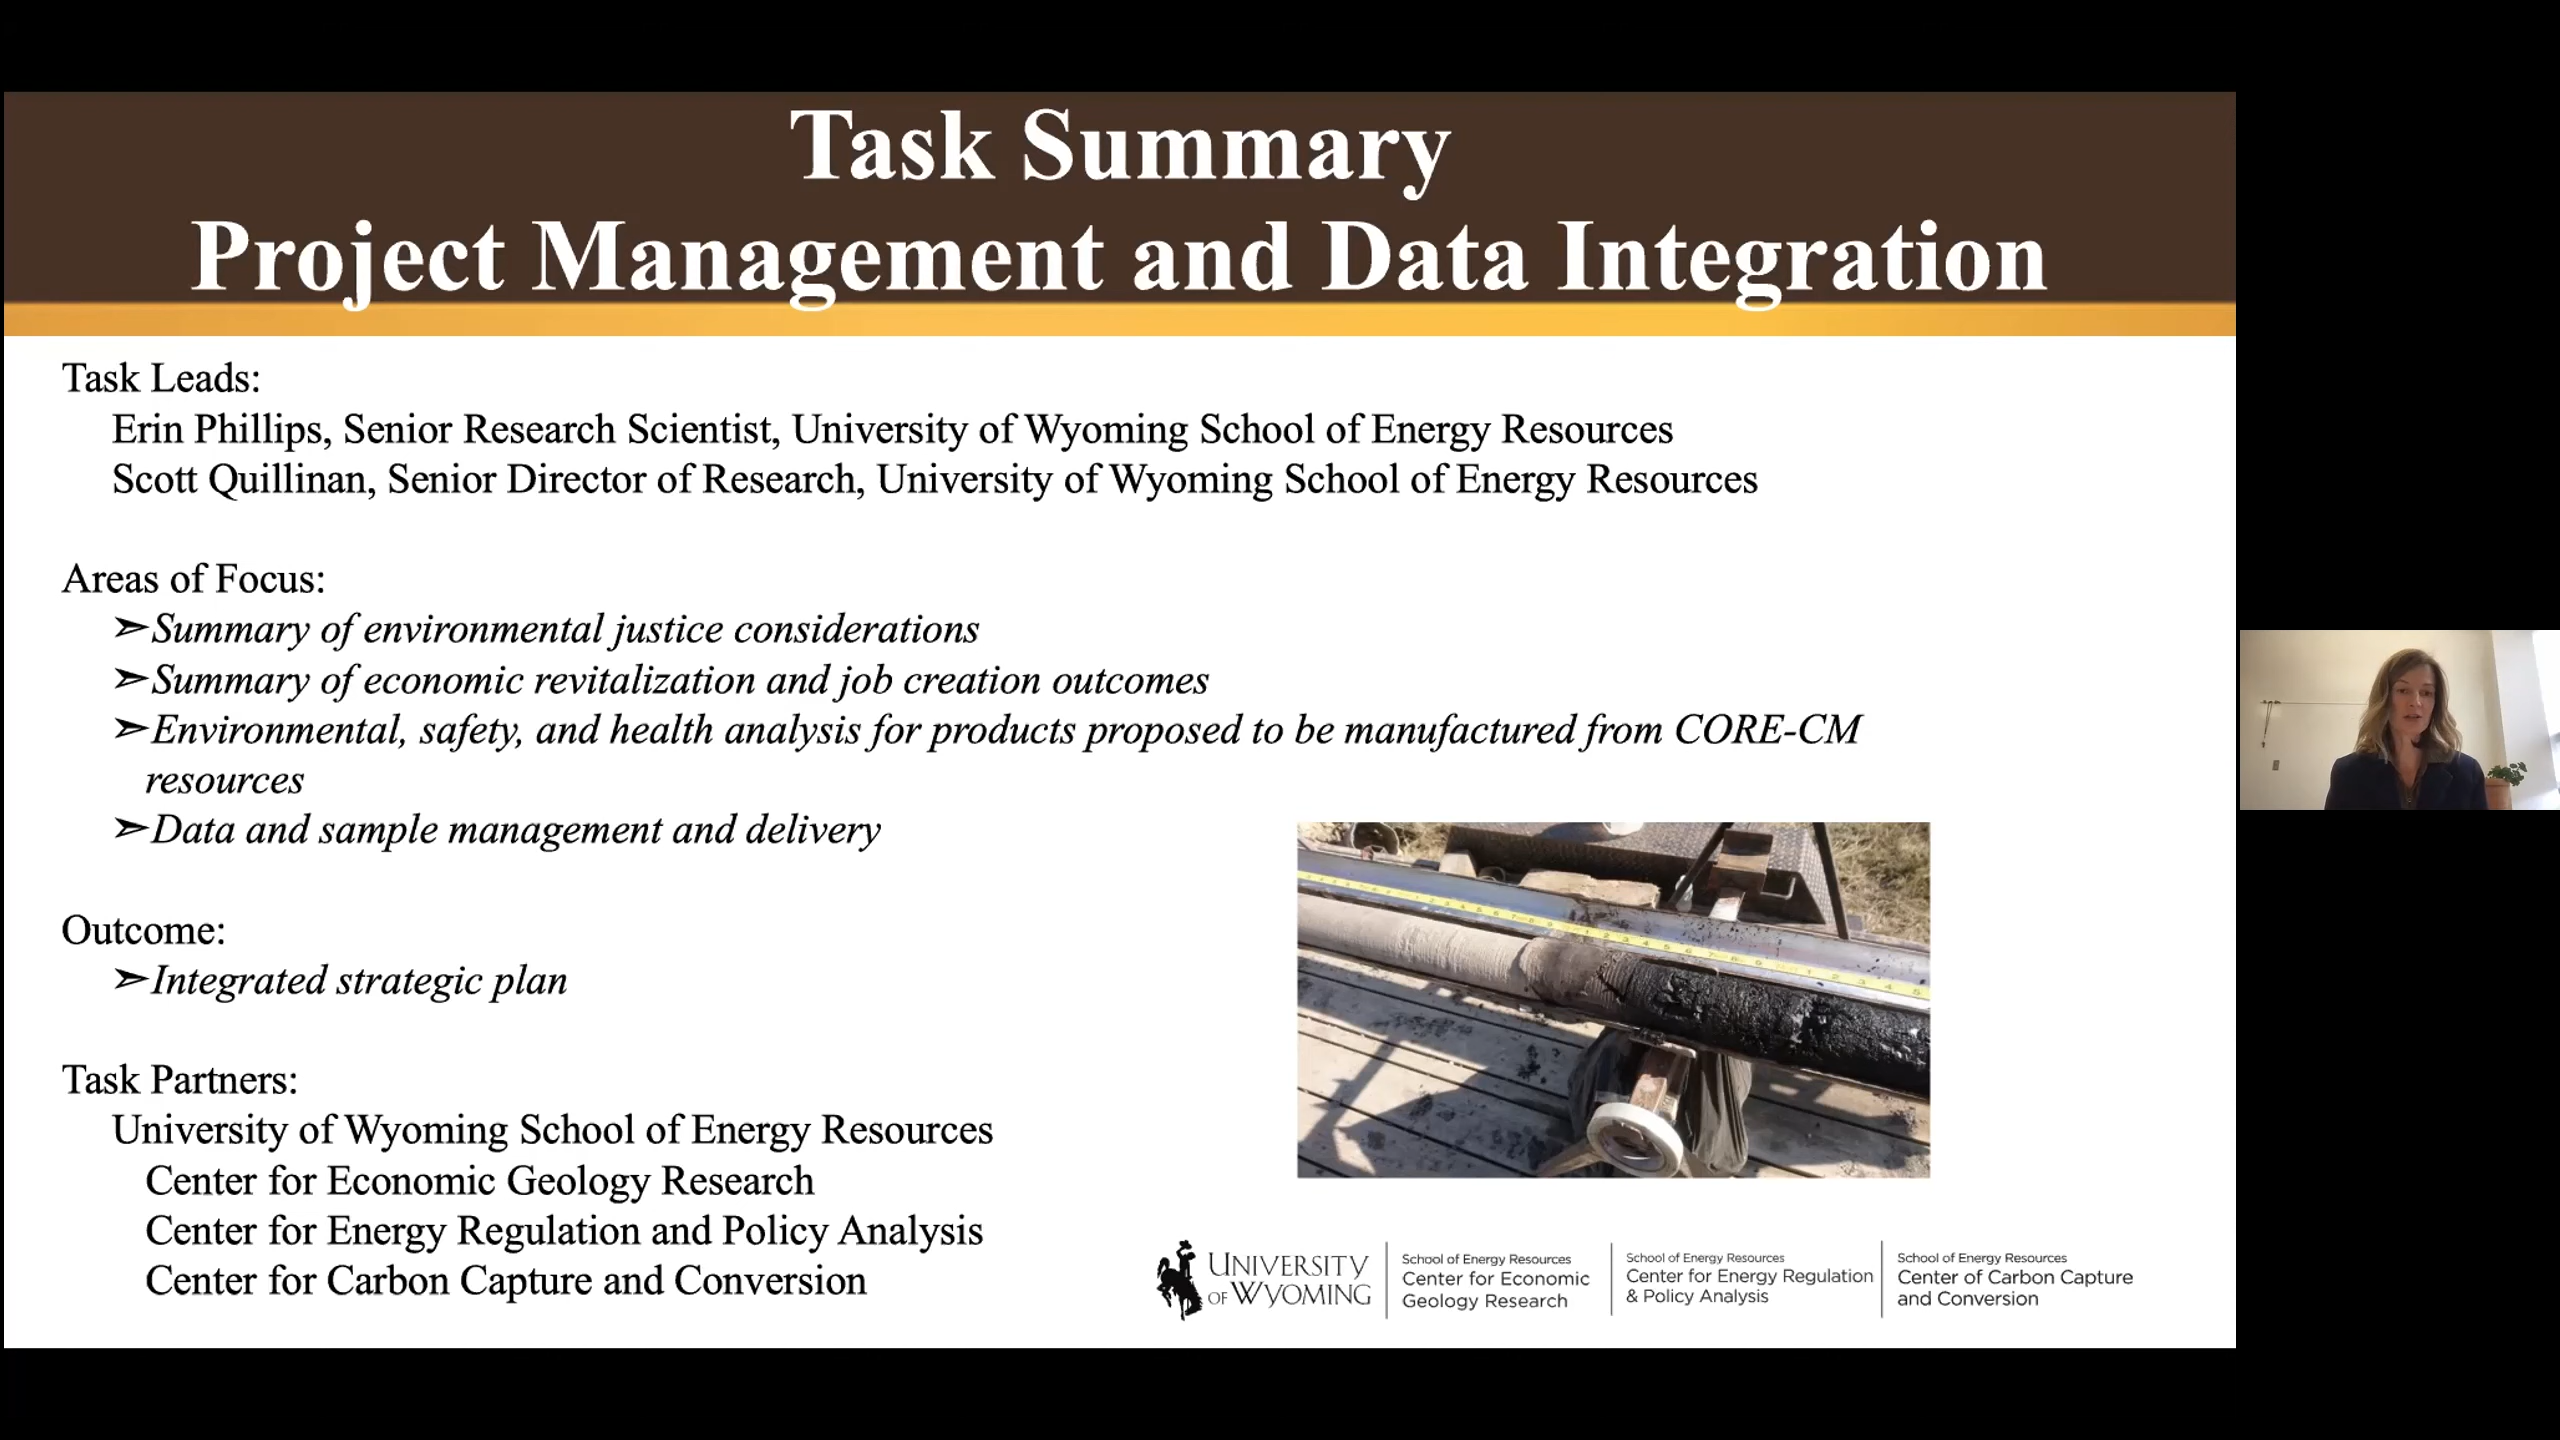 Task Summary
Project Management and Data Integration
Task Leads:
Erin Phillips, Senior Research Scientist, University of Wyoming School of Energy Resources
Scott Quillinan, Senior Director of Research, University of Wyoming School of Energy Resources
Areas of Focus:
➢Summary of environmental justice considerations
➢Summary of economic revitalization and job creation outcomes
➢Environmental, safety, and health analysis for products proposed to be manufactured from CORE-CM
resources
➢Data and sample management and delivery
Outcome:
➢Integrated strategic plan
Task Partners:
University of Wyoming School of Energy Resources
Center for Economic Geology Research
Center for Energy Regulation and Policy Analysis
Center for Carbon Capture and Conversion
UNIVERSITY
OF WYOMING
School of Energy Resources
Center for Economic
Geology Research
School of Energy Resources
Center for Energy Regulation
& Policy Analysis
School of Energy Resources
Center of Carbon Capture
and Conversion